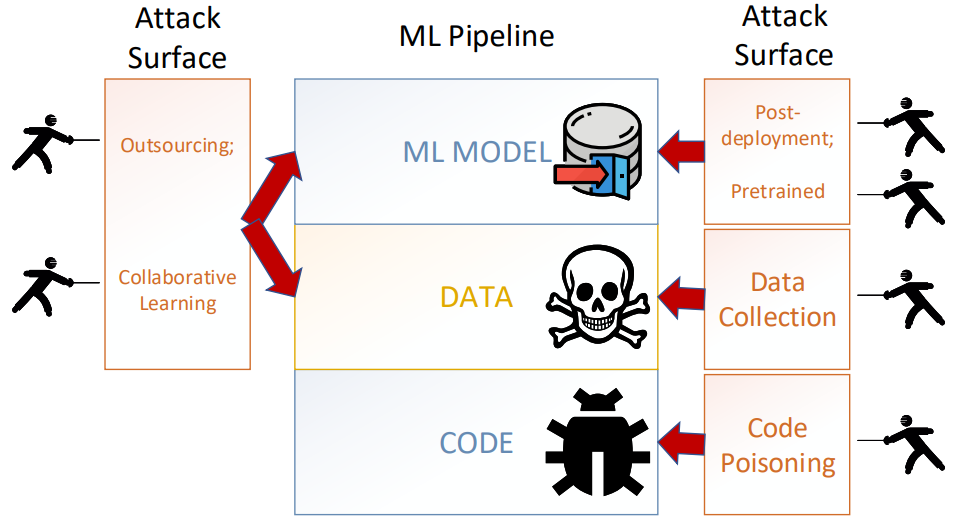 Attack
Surface
ML Pipeline
Attack
Surface
Outsourcing;
Collaborative
Learning
ML MODEL
DATA
CODE
Post-
deployment;
Pretrained
Data
Collection
Code
Poisoning